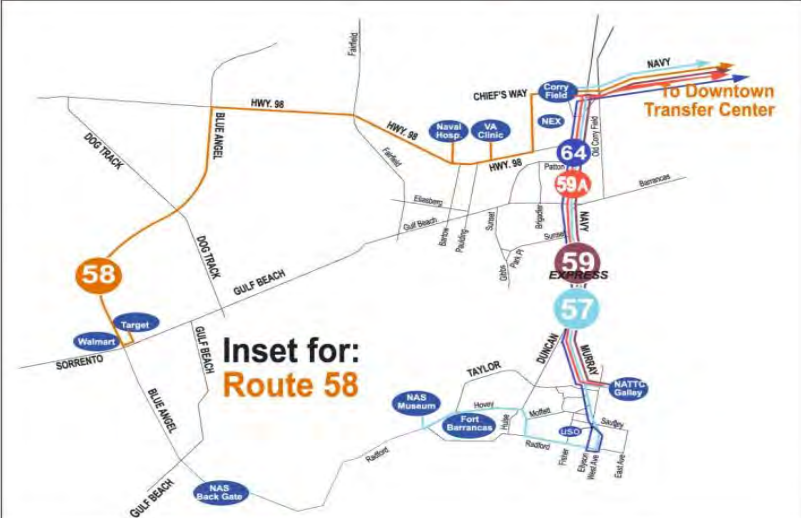 Fairfield
NAVY
CHIEF'S WAY
Corry
Field
To Downtown
Transfer Center
HWY. 98
BLUE ANGEL
HWY. 98
Naval
Hosp.
VA
Clinic
NEX
Old Corry Field
DOG TRACK
Fairfield
HWY. 98
64
Patton
59A
Barrancas
Ellasberg
Gulf Beach
Barbie
Paulding
Sunset
Brigadier
NAVY
Sunset
Gibbs
Park Pl
DOG TRACK
58
GULF BEACH
59
EXPRESS
57
Target
Walmart
SORRENTO
GULF BEACH
Inset for:
Route 58
DUNCAN
MURRAY
TAYLOR
NATTC
Galley
BLUE ANGEL
NAS
Museum
Hovey
Fort
Barrancas
Hulse
Moffett
Saufley
USO
Radford
Radford
Fisher
Ellyson
West Ave
East Ave
NAS
Back Gate
GULF BEACH